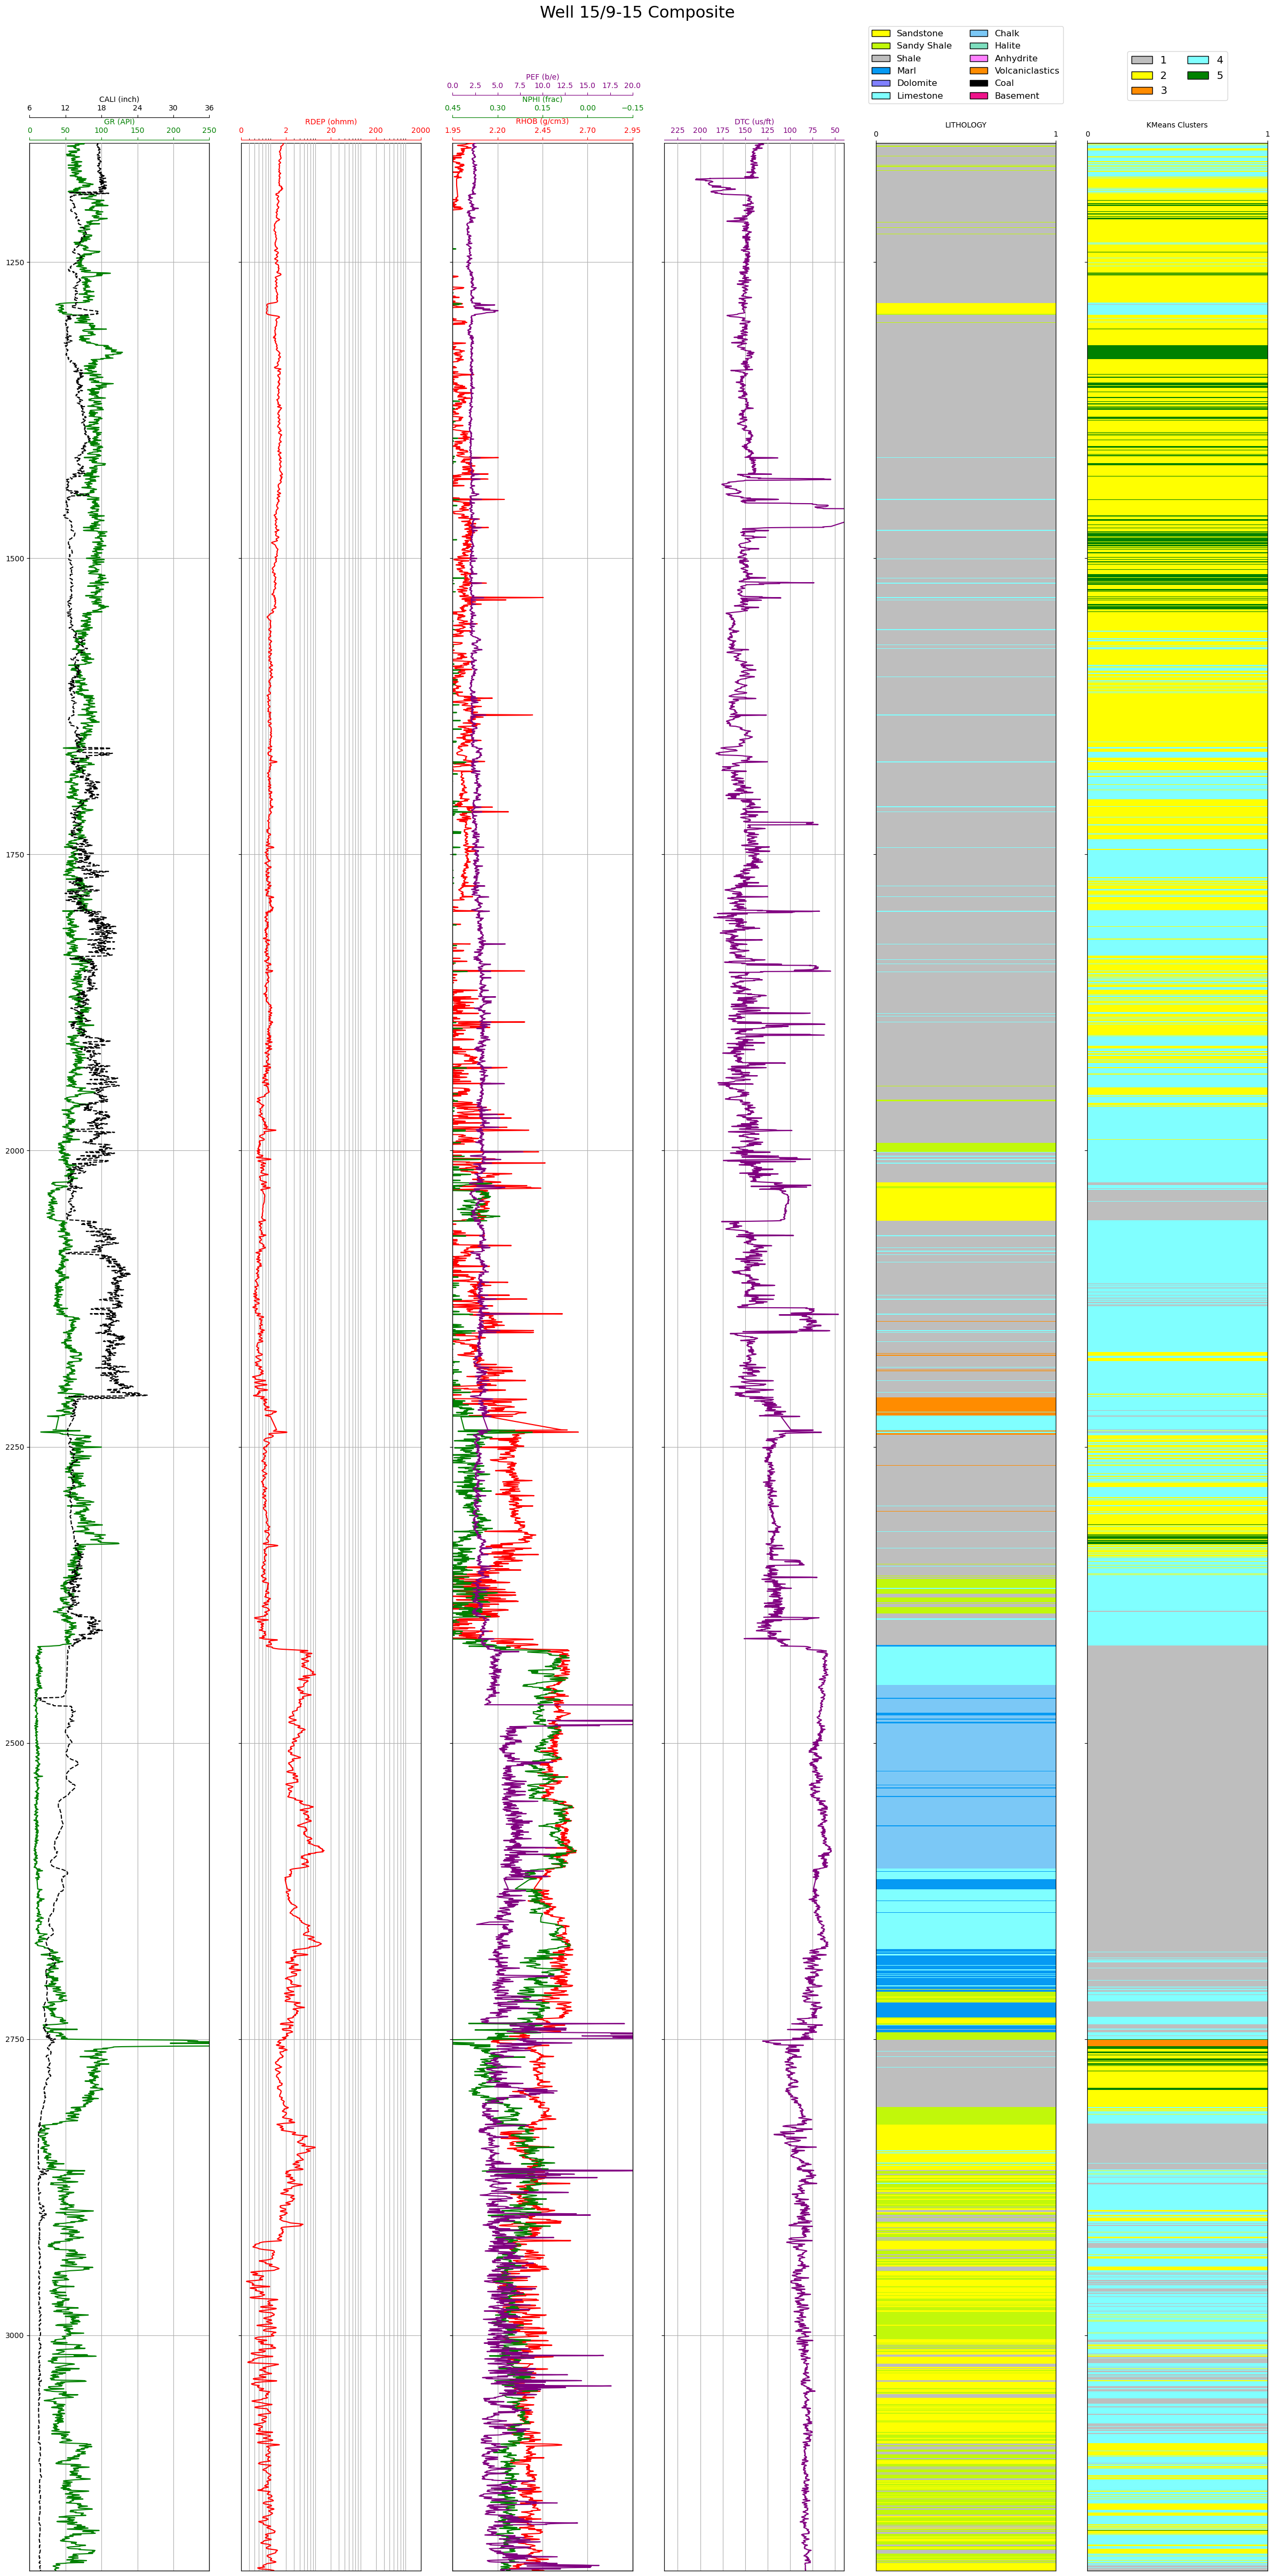 Well 15/9-15 Composite
Sandstone Chalk
Sandy Shale Halite
Shale Anhydrite
Marl Volcaniclastics
Dolomite Coal
Limestone Basement
1 4
2 5
3
PEF (b/e)
0.0 2.5 5.0 7.5 10.0 12.5 15.0 17.5 20.0
CALI (inch)
6 12 18 24 30 36
NPHI (frac)
0.45 0.30 0.15 0.00 −0.15
GR (API)
0 50 100 150 200 250
RDEP (ohmm)
0 2 20 200 2000
RHOB (g/cm3)
1.95 2.20 2.45 2.70 2.95
DTC (us/ft)
225 200 175 150 125 100 75 50
LITHOLOGY
0 1
KMeans Clusters
0 1
1250
1500
1750
2000
2250
2500
2750
3000